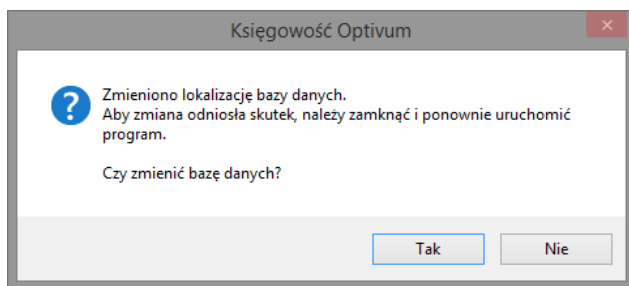 Księgowość Optivum
Zmieniono lokalizację bazy danych.
Aby zmiana odniosła skutek, należy zamknąć i ponownie uruchomić
program.
Czy zmienić bazę danych?
Tak
Nie